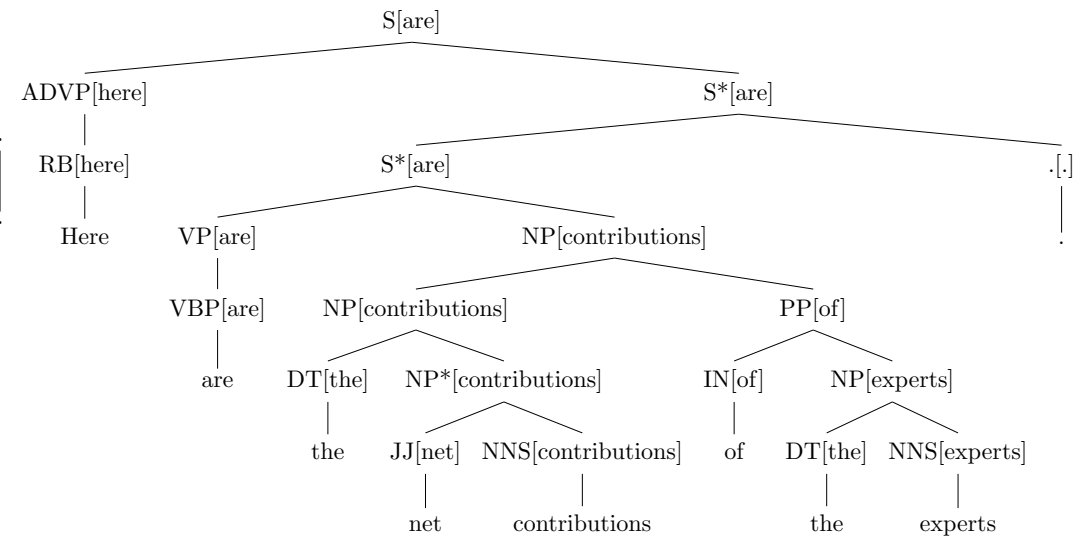 S[are]
ADVP[here] S*[are]
RB[here] S*[are] .[.]
Here VP[are] NP[contributions] .
VBP[are] NP[contributions] PP[of]
are DT[the] NP*[contributions] IN[of] NP[experts]
the JJ[net] NNS[contributions] of DT[the] NNS[experts]
net contributions the experts